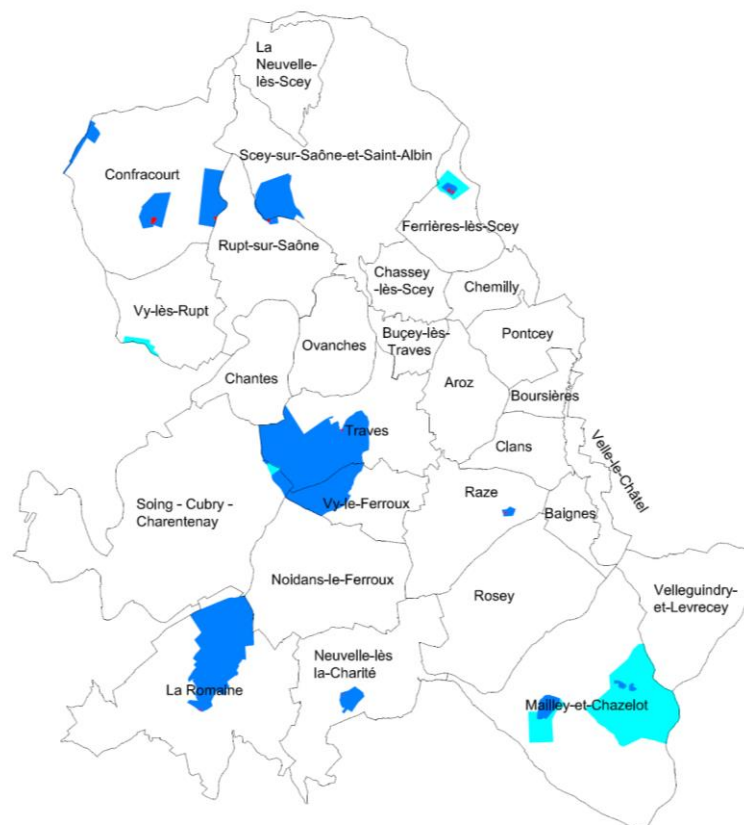 La
Neuvelle-
lès-Scey
Scey-sur-Saône-et-Saint-Albin
Confracourt
Ferrières-lès-Scey
Rupt-sur-Saône
Chassey
-lès-Scey
Chemilly
Vy-lès-Rupt
Pontcey
Buçey-lès-
Traves
Ovanches
Aroz
Chantes
Boursières
Traves
Clans
Velle-le-Châtel
Raze
Soing - Cubry -
Charentenay
Vy-le-Ferroux
Baignes
Noidans-le-Ferroux
Rosey
Velleguindry-
et-Levrecey
Neuvelle-lès
la-Charité
La Romaine
Mailley-et-Chazelot